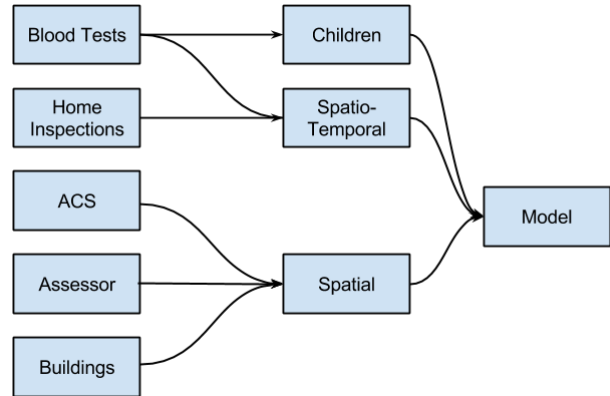 Blood Tests
Children
Home
Inspections
Spatio-
Temporal
ACS
Model
Assessor
Spatial
Buildings